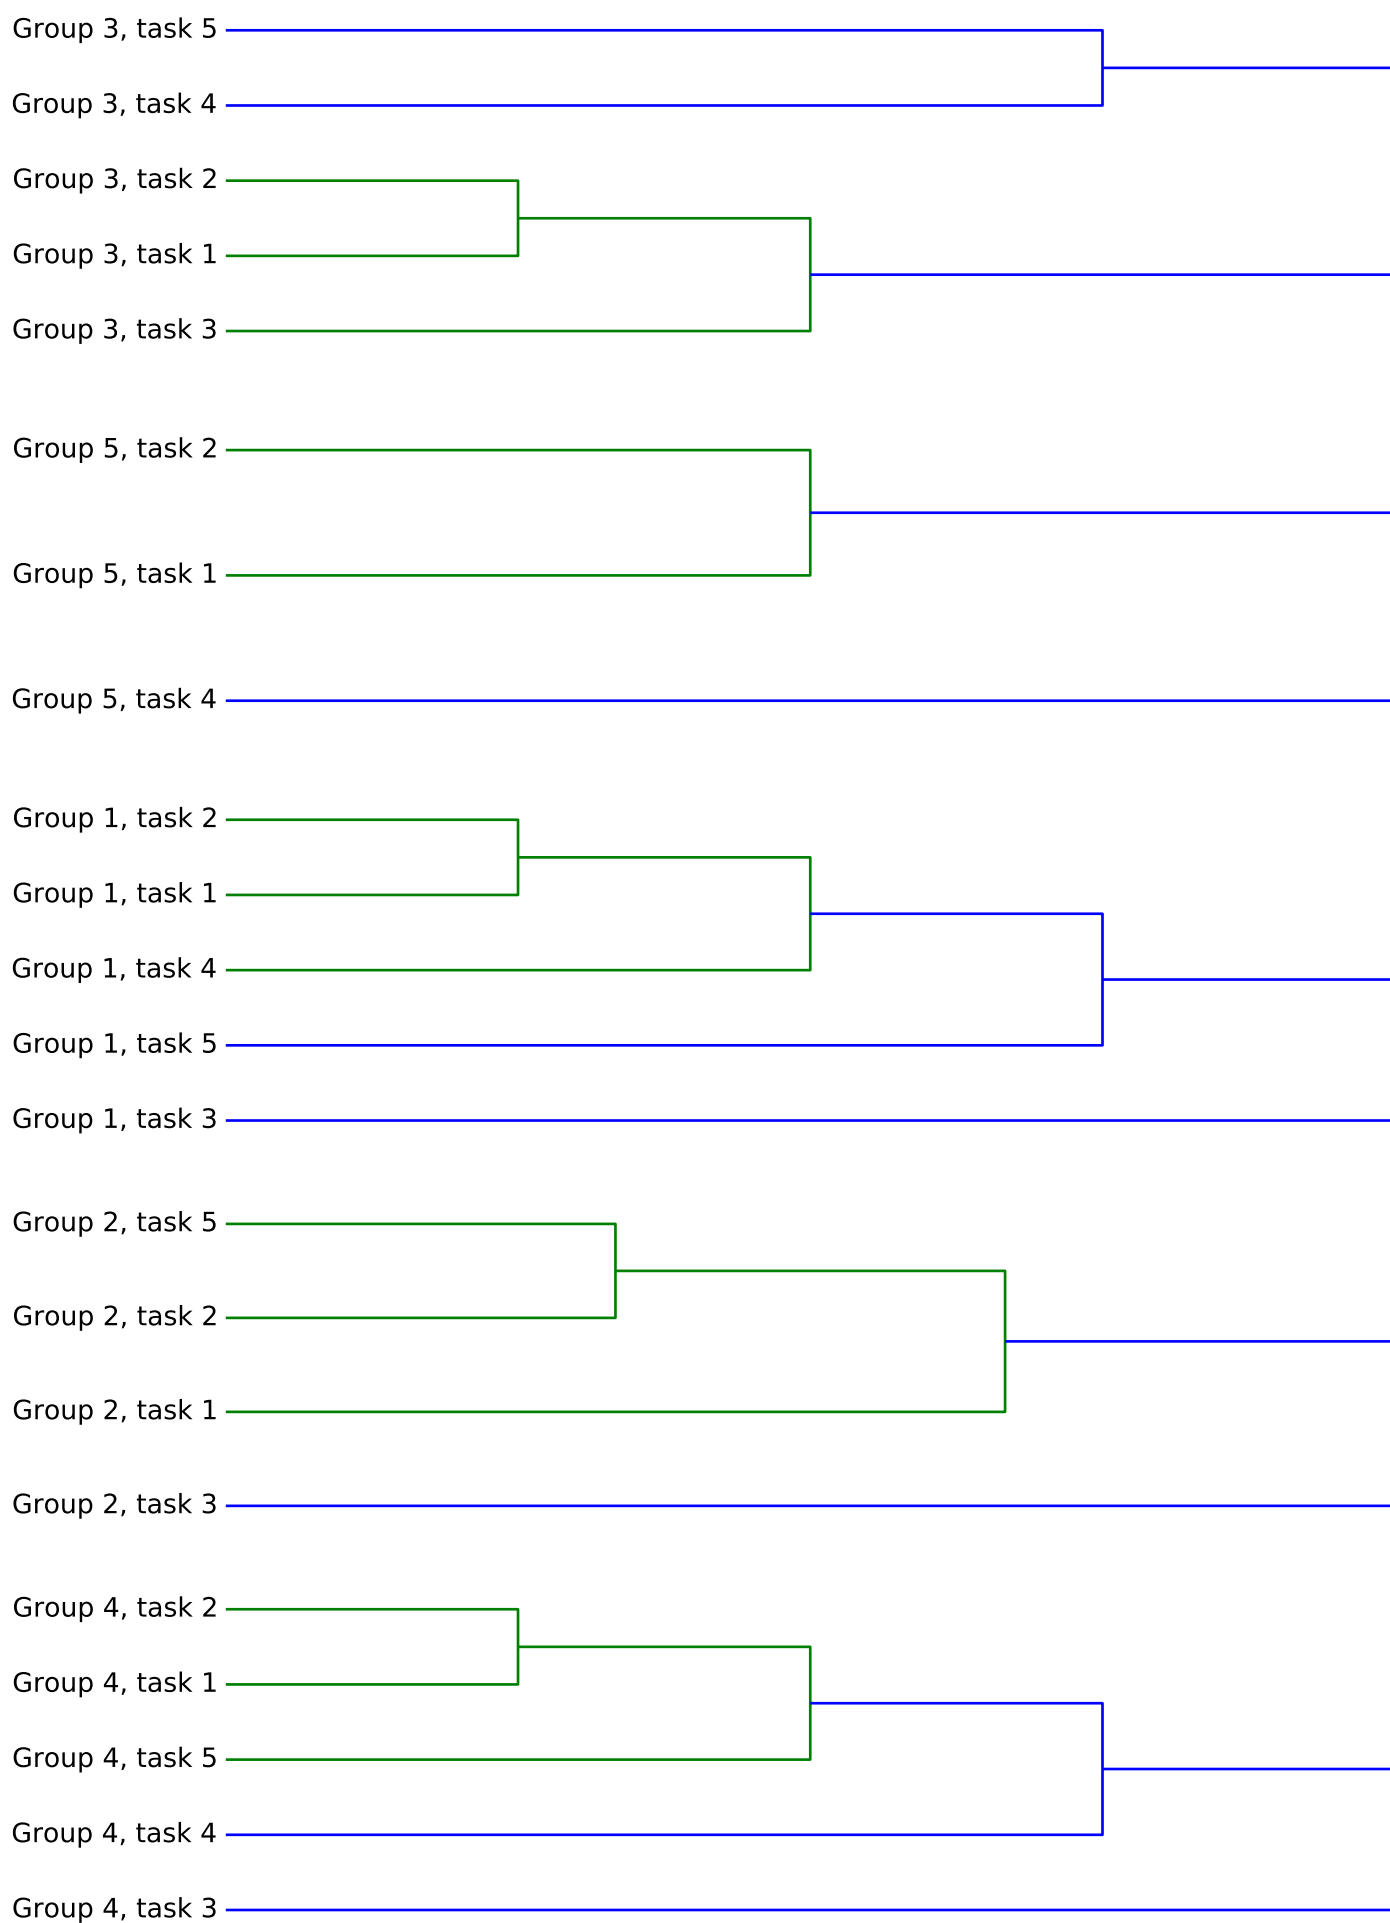 Group 3, task 5
Group 3, task 4
Group 3, task 2
Group 3, task 1
Group 3, task 3
Group 5, task 2
Group 5, task 1
Group 5, task 4
Group 1, task 2
Group 1, task 1
Group 1, task 4
Group 1, task 5
Group 1, task 3
Group 2, task 5
Group 2, task 2
Group 2, task 1
Group 2, task 3
Group 4, task 2
Group 4, task 1
Group 4, task 5
Group 4, task 4
Group 4, task 3